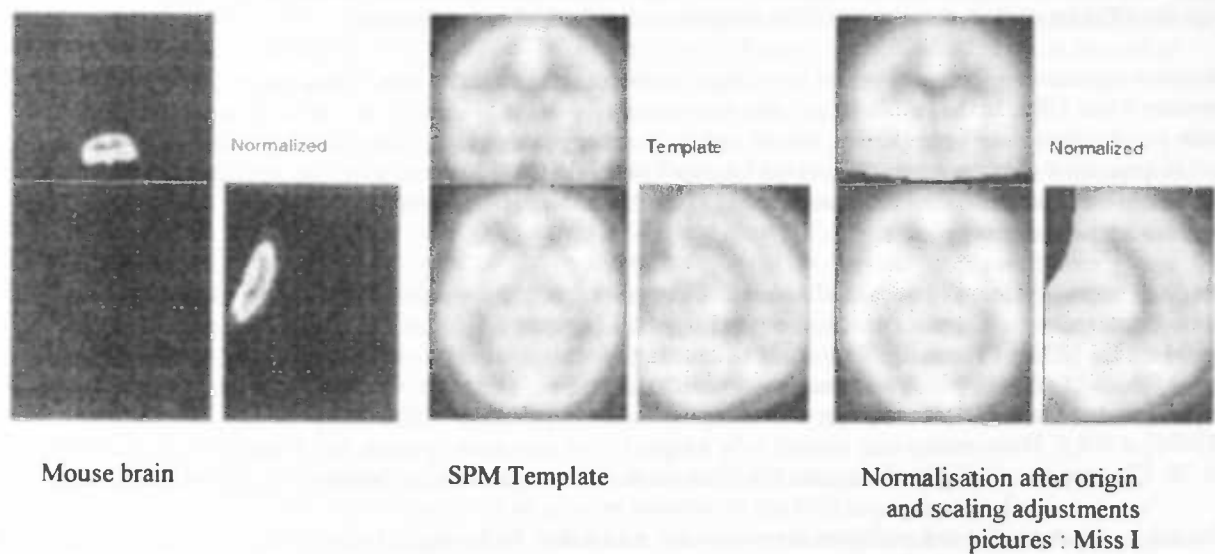 Normalized
Template
Normalized
Mouse brain
SPM Template
Normalisation after origin
and scaling adjustments
pictures : Miss I